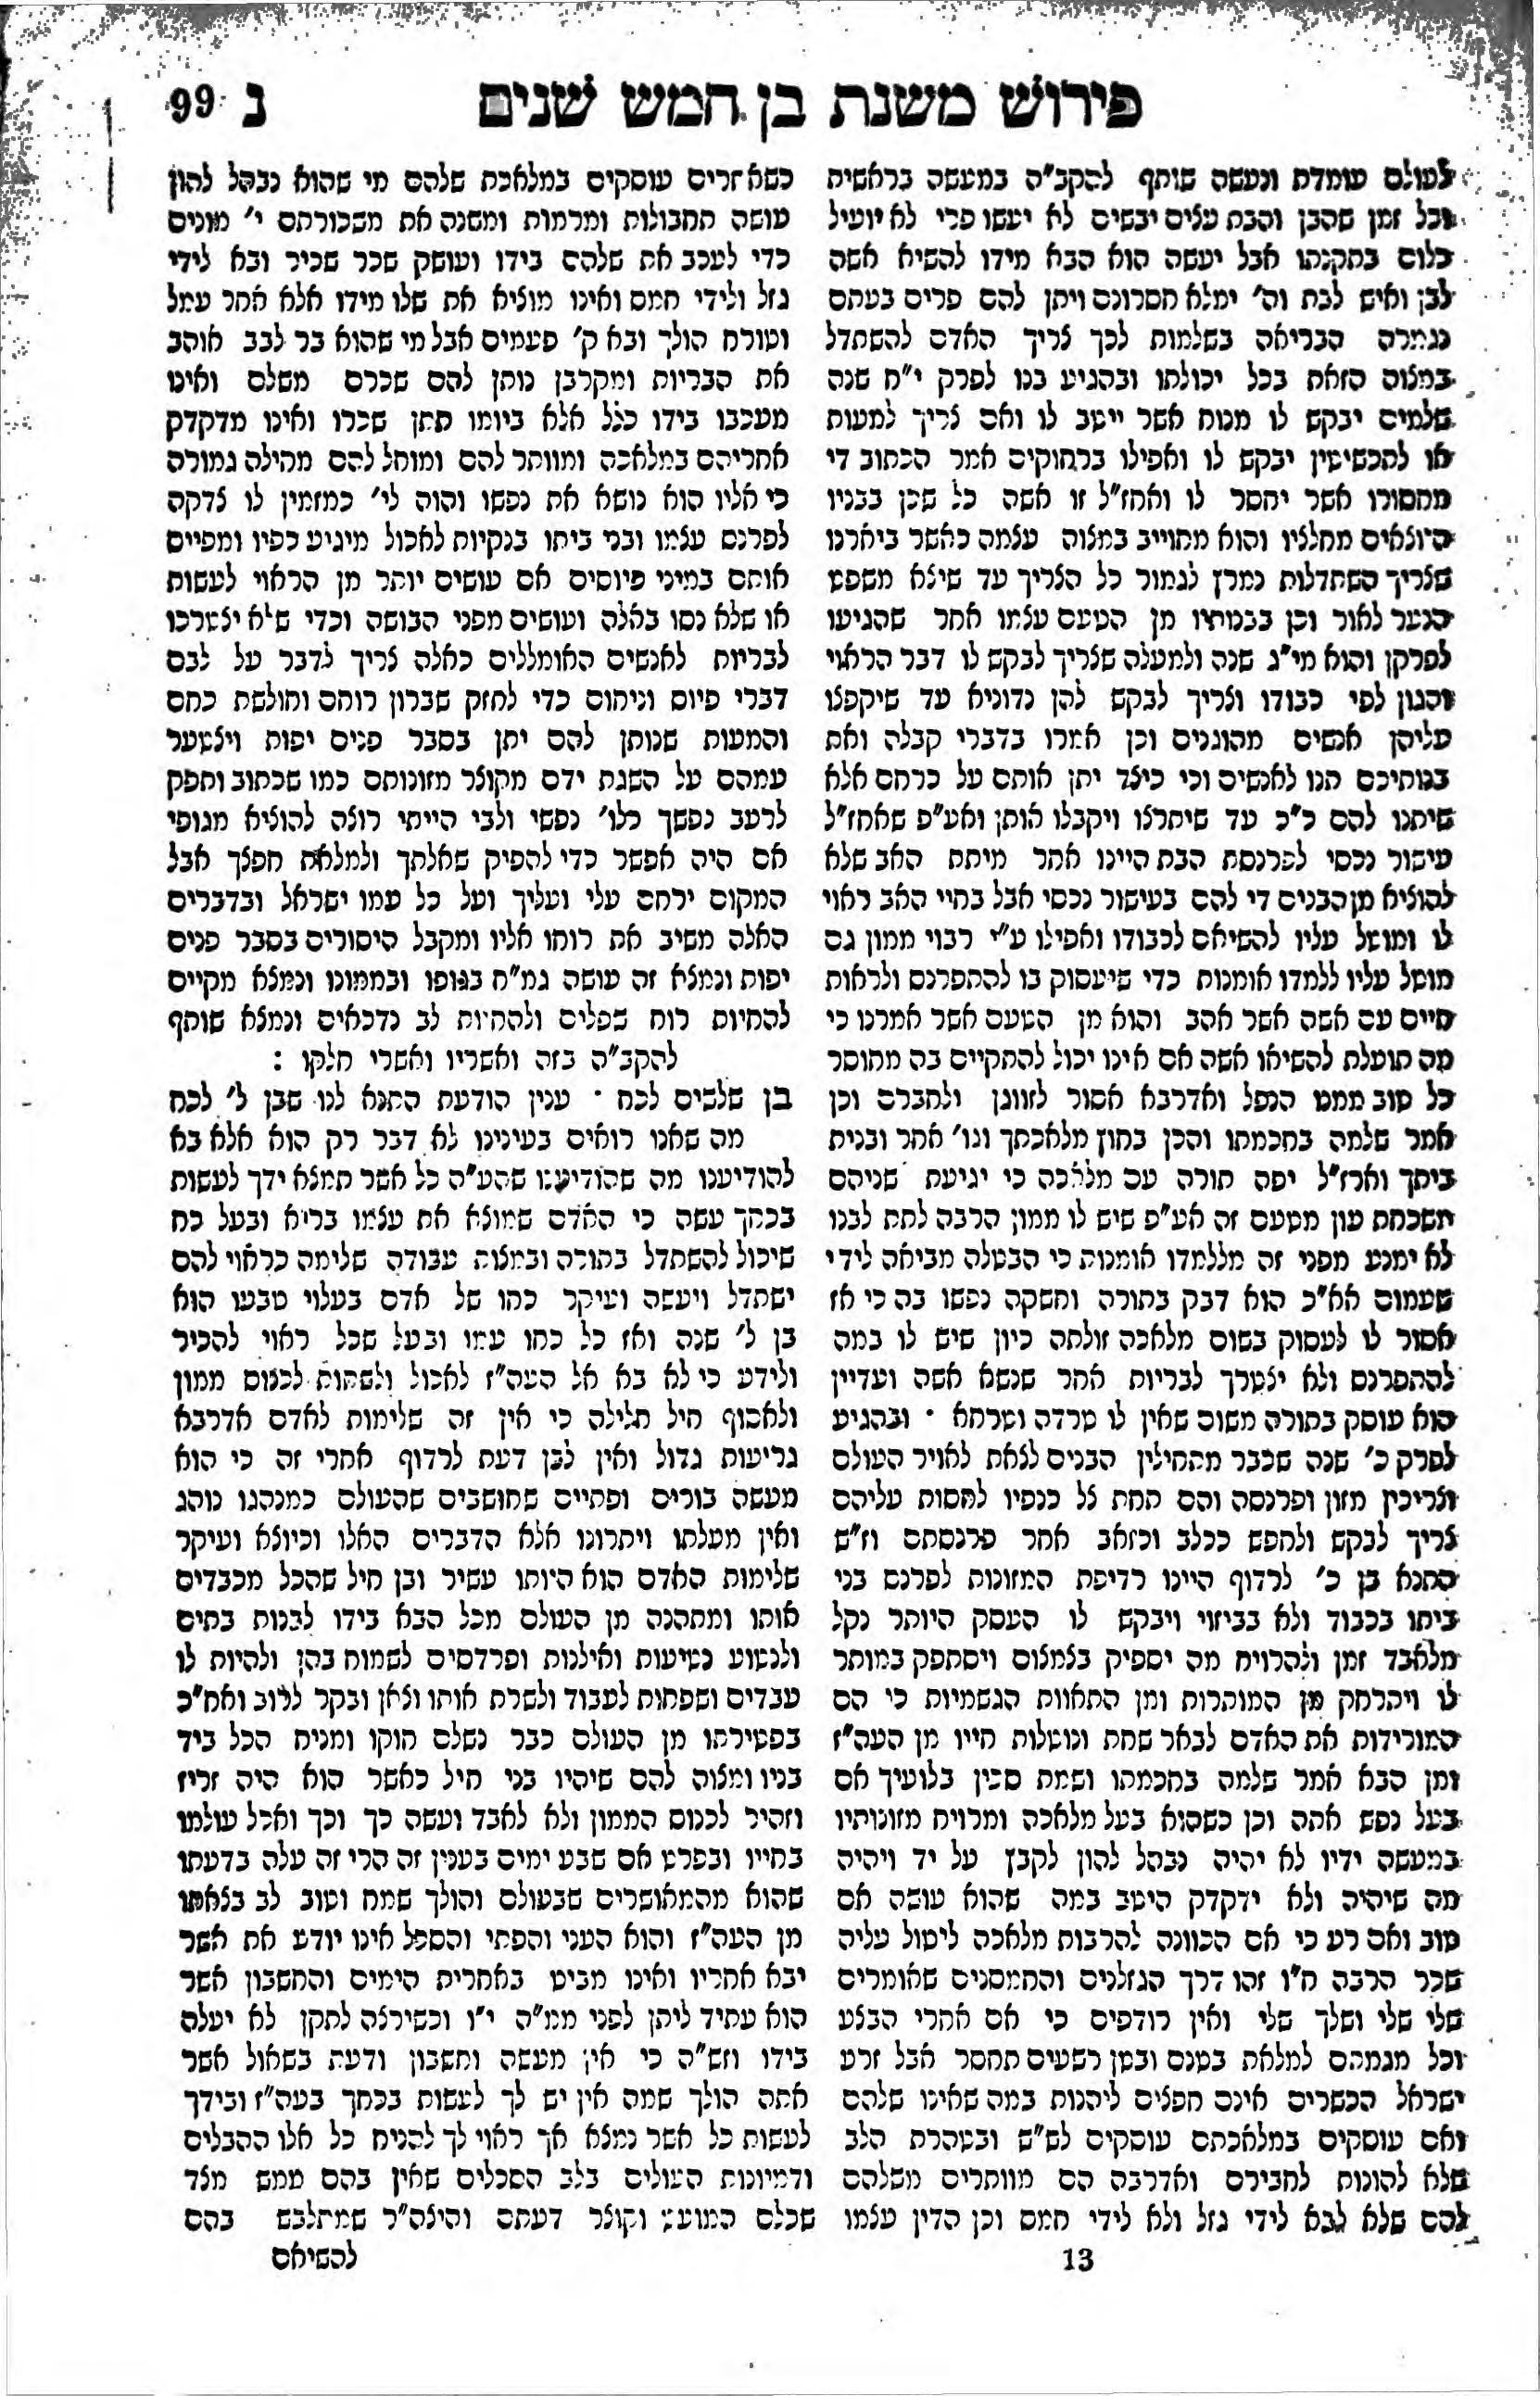 פירוש משנת בן חמש שנים נ 99
לעולם עומדת ונעשה שותף להקב"ה במעשה בראשית
וכל זמן שהבן והבת עצים יבשים לא יעשו פרי לא יועיל
כלום בתקנתו אבל יעשה הוא הבא מידו להשיא אשה
לבן ואיש לבת וה' ימלא חסרונם ויתן להם פרים בעתם
נגמרה הבריאה בשלמות לכך צריך האדם להשתדל
במצוה הזאת בכל יכולתו ובהגיע בנו לפרק י"ח שנה
שלמים יבקש לו מנוח אשר ייטב לו ואם צריך למעות
או לתכשיטין יבקש לו ואפילו ברחוקים אמר הכתוב די
מחסורו אשר יחסר לו ואחז"ל זו אשה כל שכן בבניו
היוצאים מחלציו והוא מחוייב במצוה עצמה כאשר ביארנו
שצריך השתדלות נמרץ לגמור כל הצריך עד שיצא משפט
הנער לאור וכן בבנותיו מן הטעם עצמו אחר שהגיעו
לפרקן והוא מי"ג שנה ולמעלה שצריך לבקש לו דבר הראוי
והגון לפי כבודו וצריך לבקש להן נדוניא עד שיקפצו
עליהן אנשים מהוגנים וכן אמרו בדברי קבלה ואת
בנותיכם תנו לאנשים וכי כיצד יתן אותם על כרחם אלא
שיתנו להם כ"כ עד שיתרצו ויקבלו אותן ואע"פ שאחז"ל
עישור נכסי לפרנסת הבת היינו אחר מיתת האב שלא
להוציא מן הבנים די להם בעישור נכסי אבל בחיי האב ראוי
לו ומוטל עליו להשיאם לכבודו ואפילו ע"י רבוי ממון גם
מוטל עליו ללמדו אומנות כדי שיעסוק בו להתפרנס ולראות
חיים עם אשה אשר אהב והוא מן הטעם אשר אמרנו כי
מה תועלת להשיאו אשה אם אינו יכול להתקיים בה מחוסר
כל טוב ממש הנפל ואדרבא אסור לזווגן ולחברם וכן
אמר שלמה בחכמתו והכן בחוץ מלאכתך וגו' אחר ובנית
ביתך וארז"ל יפה תורה עם מלאכה כי יגיעת שניהם
משכחת עון מטעם זה אע"פ שיש לו ממון הרבה לתת לבנו
לא ימנע מפני זה מללמדו אומנות כי הבטלה מביאה לידי
שעמום אא"כ הוא דבק בתורה וחשקה נפשו בה כי אז
אסור לו לעסוק בשום מלאכה זולתה כיון שיש לו במה
להתפרנס ולא יצטרך לבריות אחר שנשא אשה ועדיין
הוא עוסק בתורה משום שאין לו טרדה וטרחא · ובהגיע
לפרק כ' שנה שכבר מתחילין הבנים לצאת לאויר העולם
וצריכין מזון ופרנסה והם תחת צל כנפיו לחסות עליהם
צריך לבקש ולחפש ככלב וכזאב אחר פרנסתם וז"ש
התנא בן כ' לרדוף היינו רדיפת המזונות לפרנס בני
ביתו בכבוד ולא בביזוי ויבקש לו העסק היותר נקל
מלאבד זמן ולהרויח מה יספיק בצמצום ויסתפק במותר
לו ויתרחק מן המותרות ומן התאוות הגשמיות כי הם
המורידות את האדם לבאר שחת ונוטלות חייו מן העה"ז
ומן הבא אמר שלמה בחכמתו ושמת סכין בלועיך אם
בעל נפש אתה וכן כשהוא בעל מלאכה ומרויח מזונותיו
במעשה ידיו לא יהיה נבהל להון לקבץ על יד ויהיה
מה שיהיה ולא ידקדק היטב במה שהוא עושה אם
טוב ואם רע כי אם הכוונה להרבות מלאכה ליטול עליה
שכר הרבה ח"ו זהו דרך הגזלנים והחמסנים שאומרים
שלי שלי ושלך שלי ואין רודפים כי אם אחרי הבצע
וכל מגמתם למלאת בטנם ובטן רשעים תחסר אבל זרע
ישראל הכשרים אינם חפצים ליהנות במה שאינו שלהם
ואם עוסקים במלאכתם עוסקים לש"ש ובטהרת הלב
שלא להונות לחבירם ואדרבה הם מוותרים משלהם
להם שלא לבא לידי גזל ולא לידי חמס וכן הדין עצמו
13
כשאחרים עוסקים במלאכת שלהם מי שהוא נבהל להון
עושה תחבולות ומרמות ומשנה את משכורתם י' מונים
כדי לעכב את שלהם בידו ועושק שכר שכיר ובא לידי
גזל ולידי חמס ואינו מוציא את שלו מידו אלא אחר עמל
וטורח הולך ובא ק' פעמים אבל מי שהוא בר לבב אוהב
את הבריות ומקרבן נותן להם שכרם משלם ואינו
מעכבו בידו כלל אלא ביומו תתן שכרו ואינו מדקדק
אחריהם במלאכה ומוותר להם ומוחל להם מחילה גמורה
כי אליו הוא נושא את נפשו והוה לי' כמזמין לו צדקה
לפרנס עצמו ובני ביתו בנקיות לאכול מיגיע כפיו ומפייס
אותם במיני פיוסים אם עושים יותר מן הראוי לעשות
או שלא נסו באלה ועושים מפני הבושה וכדי שלא יצטרכו
לבריות לאנשים האומללים כאלה צריך לדבר על לבם
דברי פיוס וניחום כדי לחזק שברון רוחם וחולשת כחם
והמעות שנותן להם יתן בסבר פנים יפות ויצטער
עמהם על השגת ידם מקוצר מזונותם כמו שכתוב ותפק
לרעב נפשך כלו' נפשי ולבי הייתי רוצה להוציא מגופי
אם היה אפשר כדי להפיק שאלתך ולמלאת חפצך אבל
המקום ירחם עלי ועליך ועל כל עמו ישראל ובדברים
האלה משיב את רוחו אליו ומקבל היסורים בסבר פנים
יפות ונמצא זה עושה גמ"ח בגופו ובממונו ונמצא מקיים
להחיות רוח שפלים ולהחיות לב נדכאים ונמצא שותף
להקב"ה בזה ואשריו ואשרי חלקו :
בן שלשים לכח · ענין הודעת התנא לנו שבן ל' לכח
מה שאנו רואים בעינינו לא דבר רק הוא אלא בא
להודיענו מה שהודיענו שהע"ה כל אשר תמצא ידך לעשות
בכחך עשה כי האדם שמוצא את עצמו בריא ובעל כח
שיכול להשתדל בתורה ובמצות עבודה שלימה כראוי להם
ישתדל ויעשה ועיקר כחו של אדם בעלוי טבעו הוא
בן ל' שנה ואז כל כחו עמו ובעל שכל ראוי להכיר
ולידע כי לא בא אל העה"ז לאכול ולשתות לכנוס ממון
ולאסוף חיל חלילה כי אין זה שלימות לאדם אדרבא
גריעות גדול ואין לבן דעת לרדוף אחרי זה כי הוא
מעשה בורים ופתיים שחושבים שהעולם כמנהגו נוהג
ואין מעלתו ויתרונו אלא הדברים האלו וכיוצא ועיקר
שלימות האדם הוא היותו עשיר ובן חיל שהכל מכבדים
אותו ומתהנה מן העולם מכל הבא בידו לבנות בתים
ולנטוע נטיעות ואילנות ופרדסים לשמוח בהן ולהיות לו
עבדים ושפחות לעבוד ולשרת אותו וצאן ובקר לרוב ואח"כ
בפטירתו מן העולם כבר נשלם חוקו ומניח הכל ביד
בניו ומצוה להם שיהיו בני חיל כאשר הוא היה זריז
וזהיר לכנוס הממון ולא לאבד ועשה כך וכך ואכל עולמו
בחייו ובפרט אם שבע ימים בענין זה הרי זה עלה בדעתו
שהוא מהמאושרים שבעולם והולך שמח וטוב לב בצאתו
מן העה"ז והוא העני והפתי והסכל אינו יודע את אשר
יבא אחריו ואינו מביט באחרית הימים והחשבון אשר
הוא עתיד ליתן לפני ממ"ה י"ו וכשירצה לתקן לא יעלה
בידו וזש"ה כי אין מעשה וחשבון ודעת בשאול אשר
אתה הולך שמה אין יש לך לעשות בכחך בעה"ז ובידך
לעשות כל אשר נמצא אך ראוי לך להניח כל אלו ההבלים
ודמיונות העולים בלב הסכלים שאין בהם ממש מצד
שכלם המועט וקוצר דעתם והיצה"ר שמתלבש בהם
להשיאם